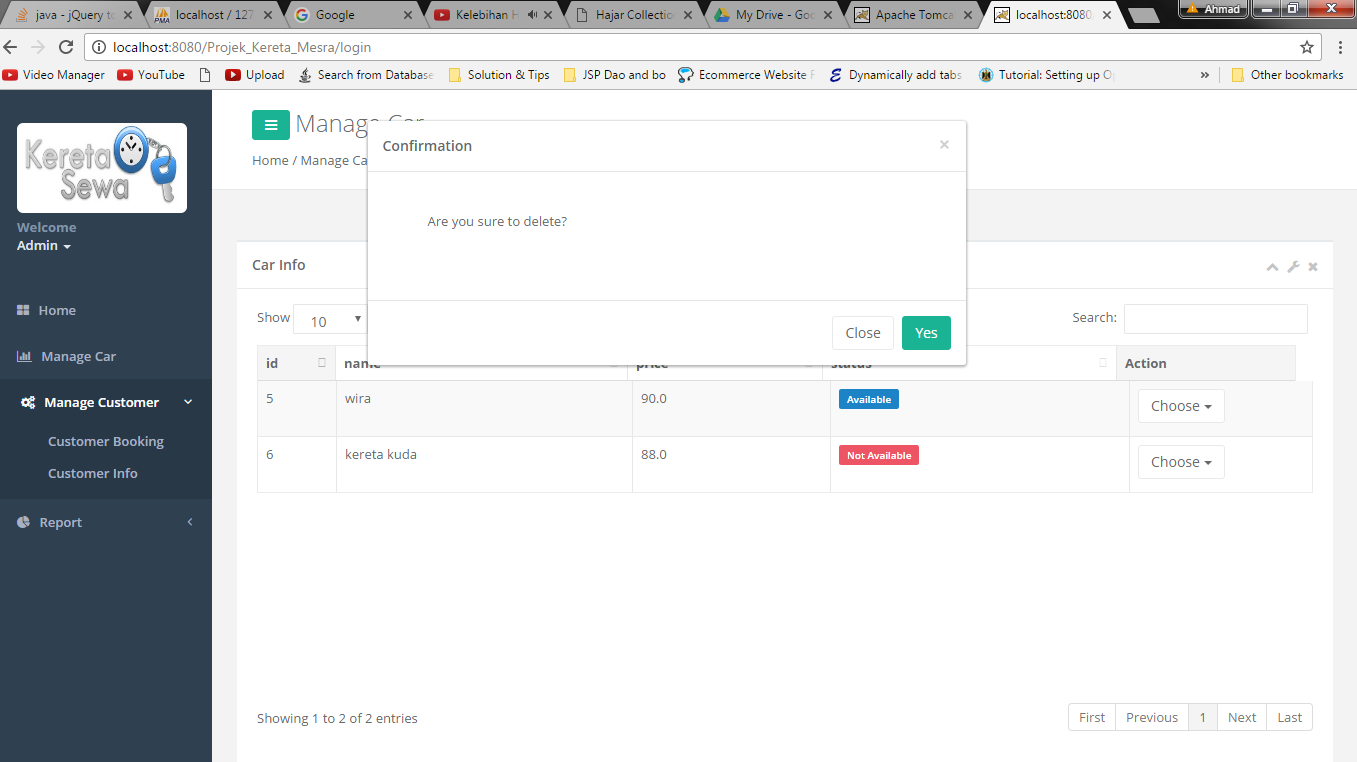 java - jQuery to
localhost / 127
Google
Kelebihan H
Hajar Collectio
My Drive - Goo
Apache Tomca
localhost:8080
Ahmad
localhost:8080/Projek_Kereta_Mesra/login
Video Manager
YouTube
Upload
Search from Database
Solution & Tips
JSP Dao and bo
Ecommerce Website F
Dynamically add tabs
Tutorial: Setting up Op
»
Other bookmarks
Kereta
Sewa
Welcome
Admin
Home
Manage Car
Manage Customer
Customer Booking
Customer Info
Report
Manage Car
Home / Manage Ca
Confirmation
×
Are you sure to delete?
Close
Yes
Car Info
Show 10
Search:
id name price status Action
5 wira 90.0 Available Choose
6 kereta kuda 88.0 Not Available Choose
Showing 1 to 2 of 2 entries
First Previous 1 Next Last